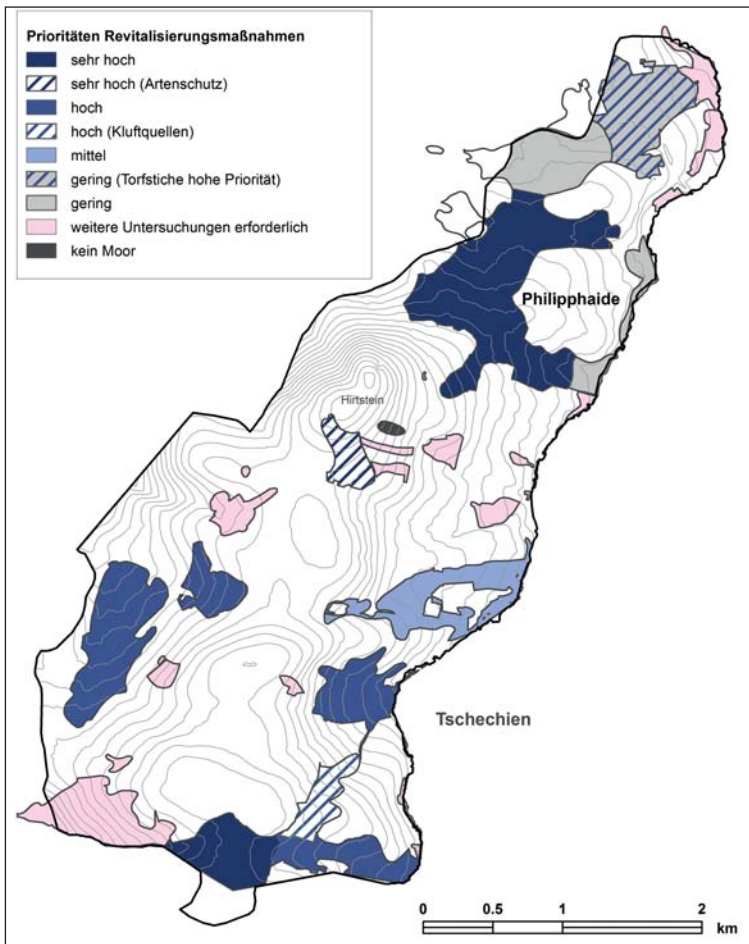 Prioritäten Revitalisierungsmaßnahmen
sehr hoch
sehr hoch (Artenschutz)
hoch
hoch (Kluftquellen)
mittel
gering (Torfstiche hohe Priorität)
gering
weitere Untersuchungen erforderlich
kein Moor
Philipphaide
Hirtstein
Tschechien
0 0.5 1 2
km